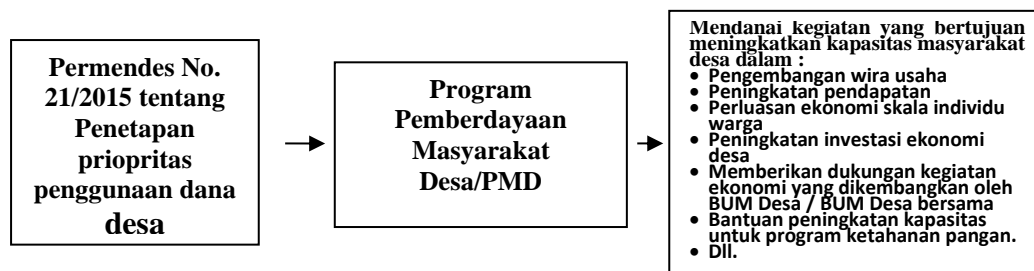 Permendes No.
21/2015 tentang
Penetapan
priopritas
penggunaan dana
desa
Program
Pemberdayaan
Masyarakat
Desa/PMD
Mendanai kegiatan yang bertujuan
meningkatkan kapasitas masyarakat
desa dalam :
• Pengembangan wira usaha
• Peningkatan pendapatan
• Perluasan ekonomi skala individu
warga
• Peningkatan investasi ekonomi
desa
• Memberikan dukungan kegiatan
ekonomi yang dikembangkan oleh
BUM Desa / BUM Desa bersama
• Bantuan peningkatan kapasitas
untuk program ketahanan pangan.
• Dll.